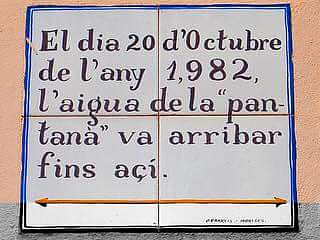 El dia 20 d'Octubre
de l'any 1,982,
l'aigua de la "pan-
tanà" va arribar
fins açí.